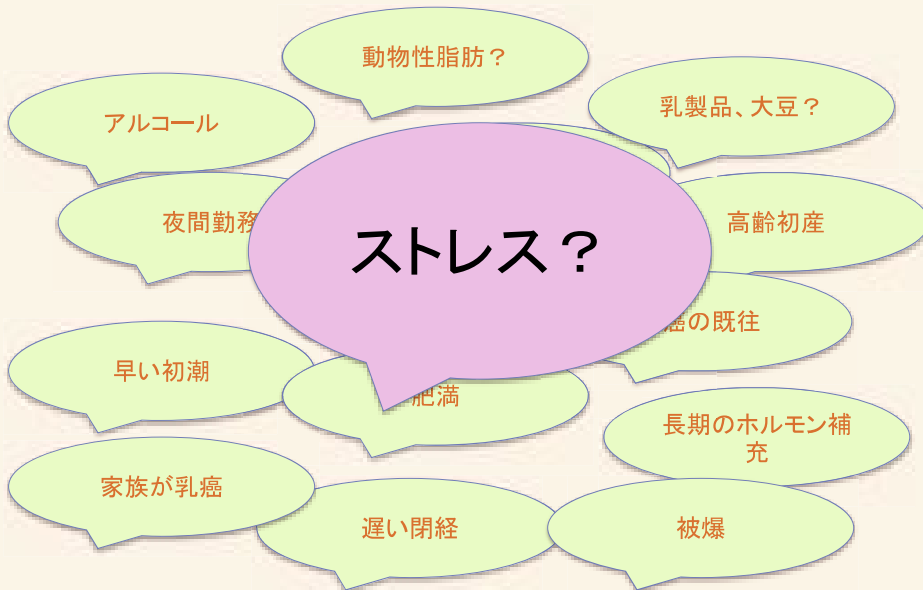 動物性脂肪？
乳製品、大豆？
アルコール
夜間勤務
高齢初産
ストレス？
癌の既往
早い初潮
肥満
長期のホルモン補
充
家族が乳癌
遅い閉経
被爆